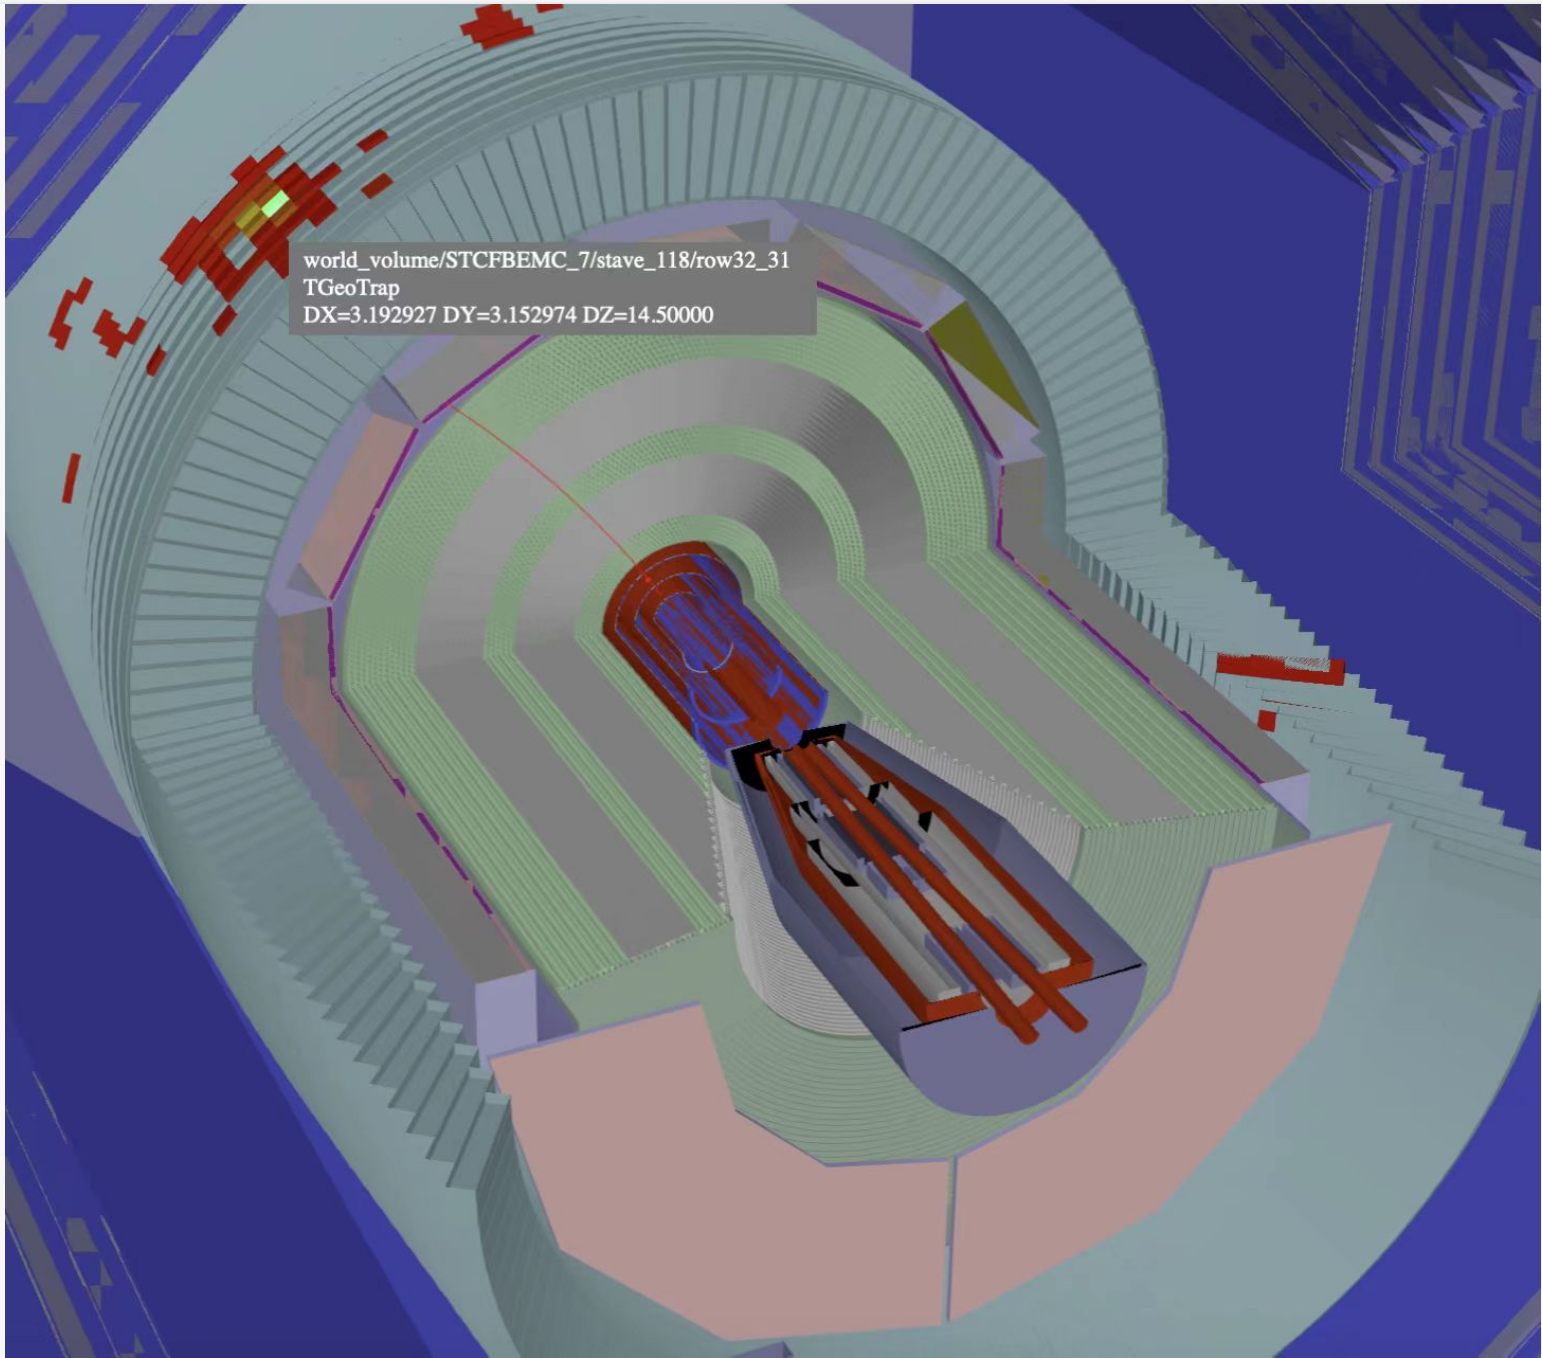 world_volume/STCFBEMC_7/stave_118/row32_31
TGeoTrap
DX=3.192927 DY=3.152974 DZ=14.50000